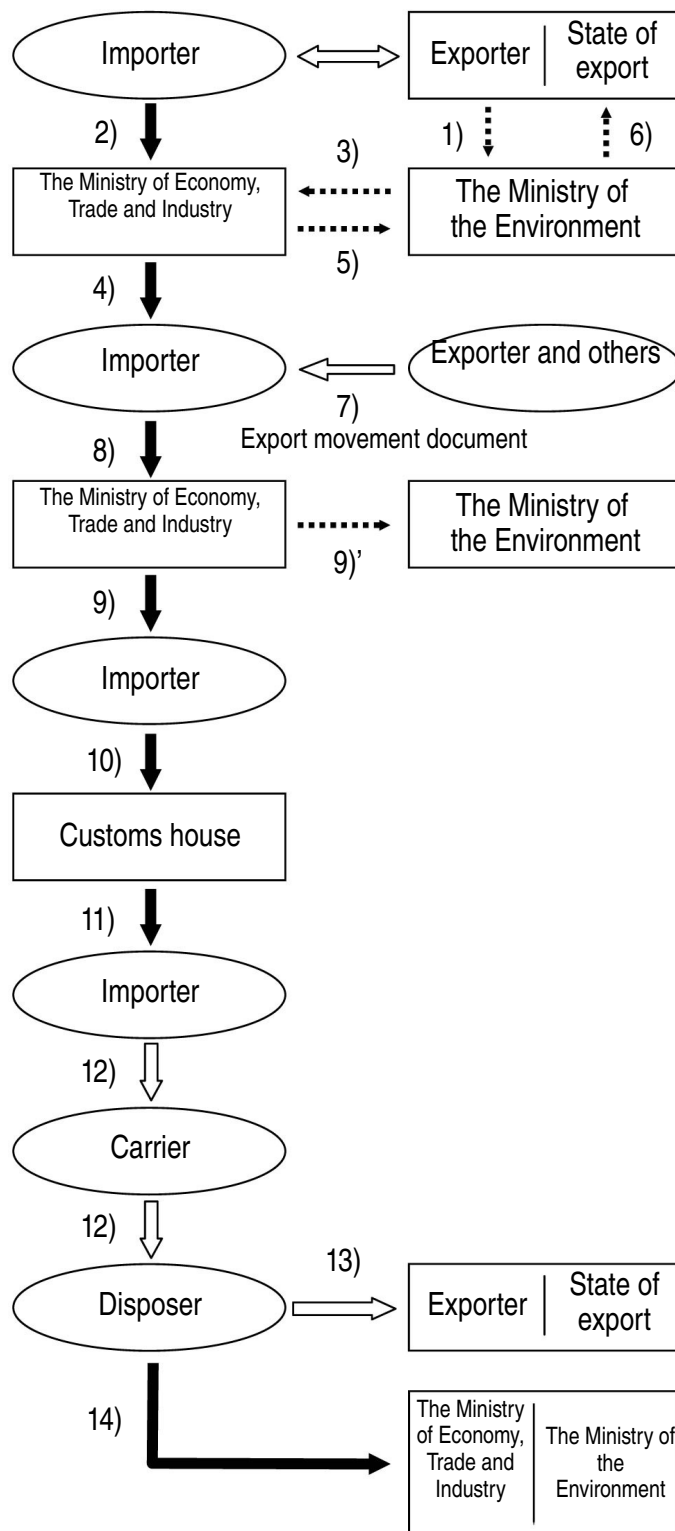 Importer
Exporter
State of
export
2)
1)
6)
3)
The Ministry of Economy,
Trade and Industry
The Ministry of
the Environment
5)
4)
Importer
Exporter and others
7)
Export movement document
8)
The Ministry of Economy,
Trade and Industry
The Ministry of
the Environment
9)’
9)
Importer
10)
Customs house
11)
Importer
12)
Carrier
12)
13)
Disposer
Exporter
State of
export
14)
The Ministry
of Economy,
Trade and
Industry
The Ministry of
the
Environment